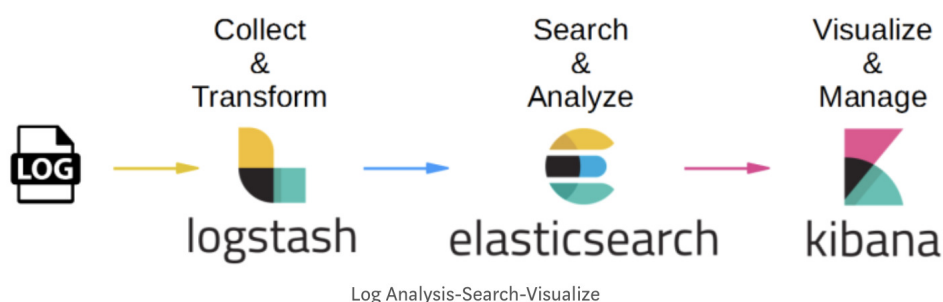 Collect
&
Transform
Search
&
Analyze
Visualize
&
Manage
LOG
logstash
elasticsearch
kibana
Log Analysis-Search-Visualize